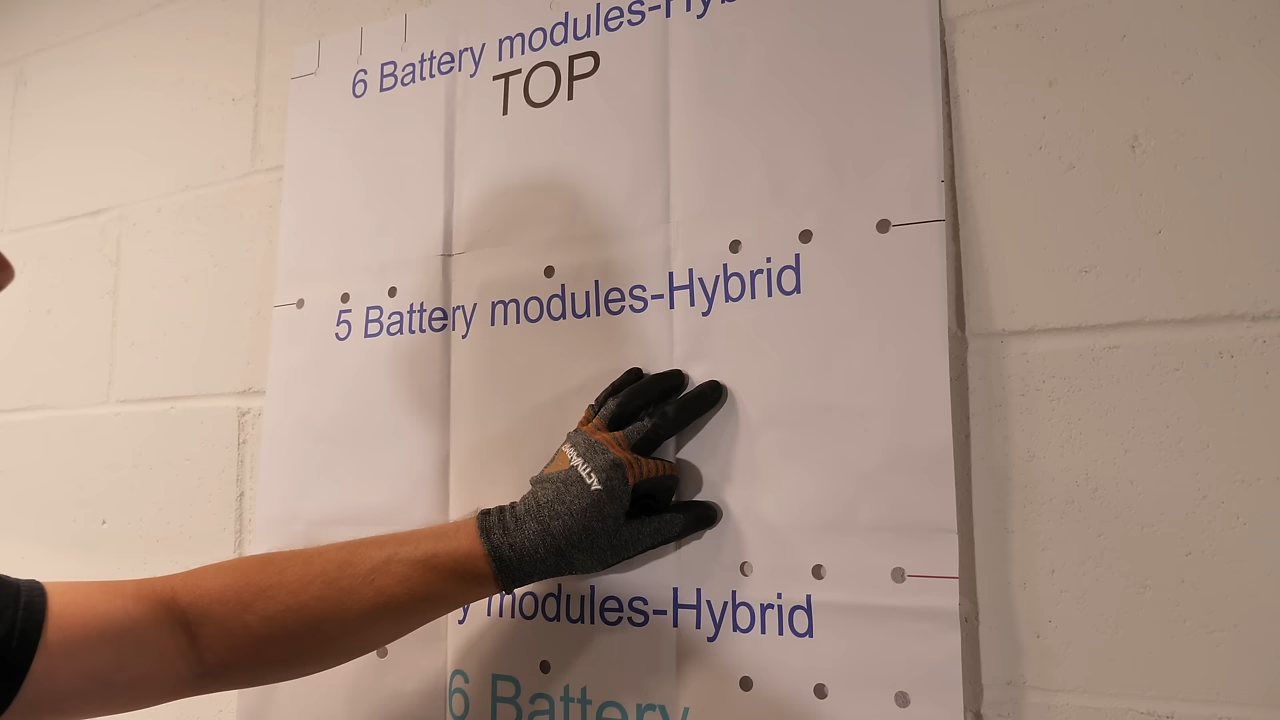 6 Battery modules-Hyb
TOP
5 Battery modules-Hybrid
modules-Hybrid
6 Battery